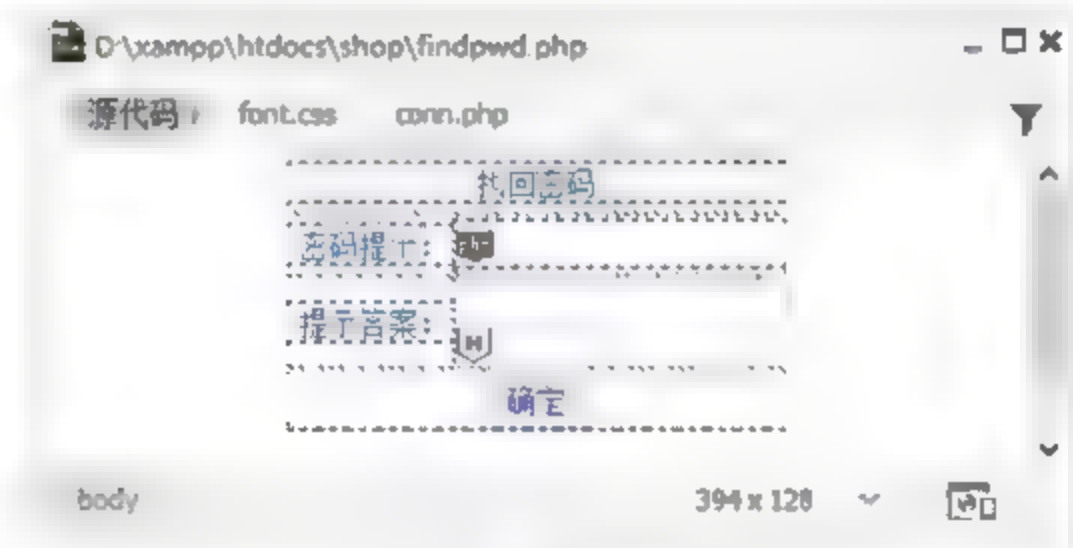 D:\xampp\htdocs\shop\findpwd.php
源代码 font.css conn.php
找回密码
密码提示: php
提示答案:
H
确定
body 394 x 128